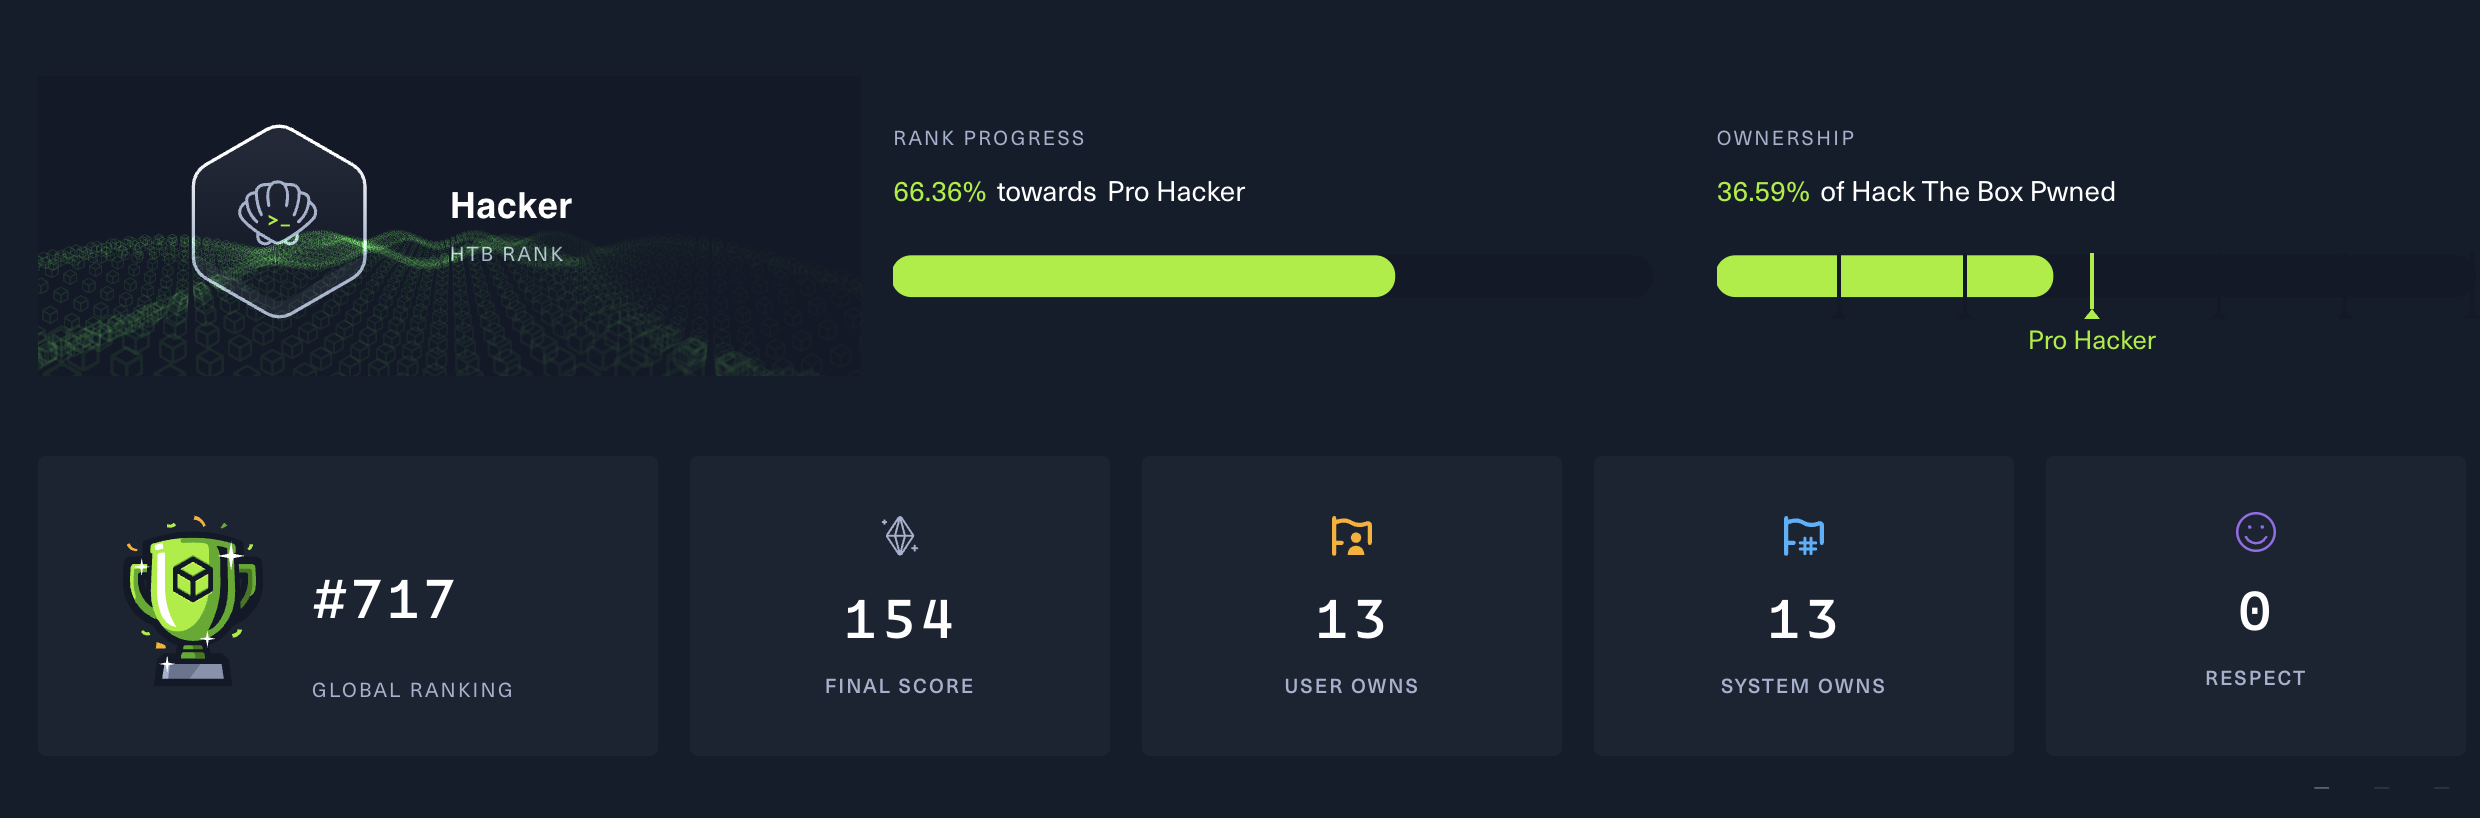 Hacker
HTB RANK
RANK PROGRESS
66.36% towards Pro Hacker
OWNERSHIP
36.59% of Hack The Box Pwned
Pro Hacker
#717
GLOBAL RANKING
154
FINAL SCORE
13
USER OWNS
13
SYSTEM OWNS
0
RESPECT